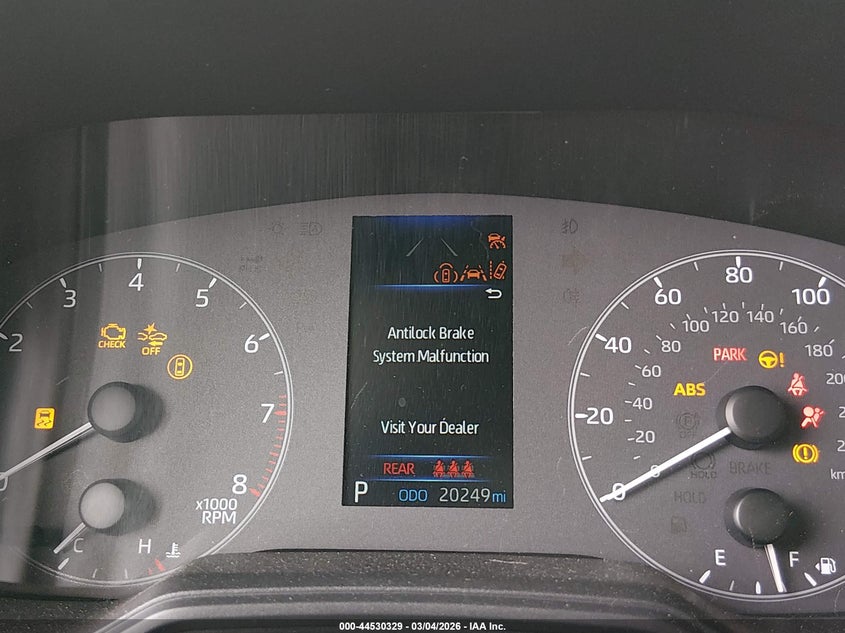 2
3
4
5
6
7
8
x1000
RPM
CHECK
OFF
C
H
Antilock Brake
System Malfunction
Visit Your Dealer
REAR
P ODO 20249 mi
0
20
40
60
80
100
20
40
60
80
100
120
140
160
180
0
PARK
ABS
HOLD
BRAKE
HOLD
E
F
000-44530329 - 03/04/2026 - IAA Inc.